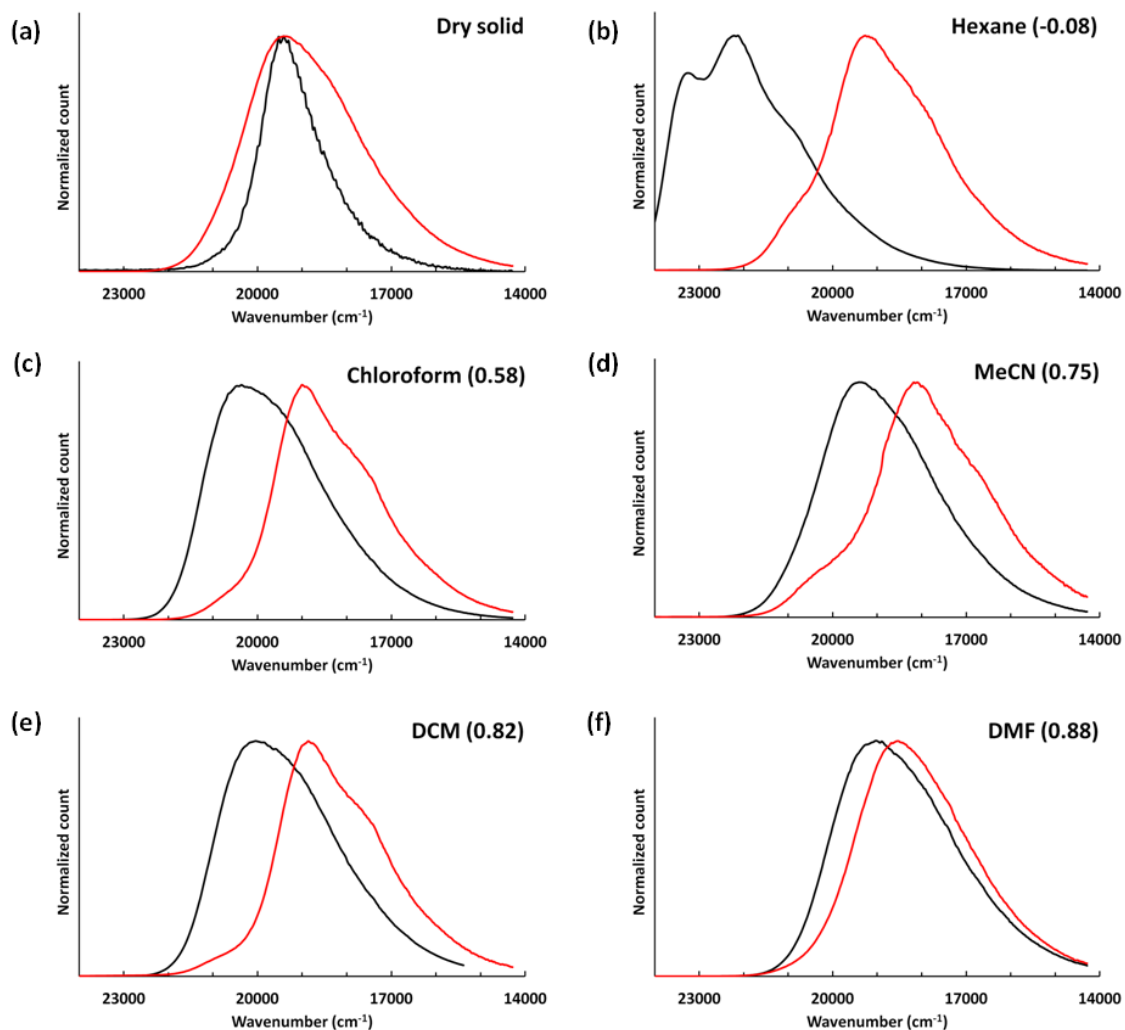 (a)
Dry solid
Normalized count
23000 20000 17000 14000
Wavenumber (cm⁻¹)
(b)
Hexane (-0.08)
Normalized count
23000 20000 17000 14000
Wavenumber (cm⁻¹)
(c)
Chloroform (0.58)
Normalized count
23000 20000 17000 14000
Wavenumber (cm⁻¹)
(d)
MeCN (0.75)
Normalized count
23000 20000 17000 14000
Wavenumber (cm⁻¹)
(e)
DCM (0.82)
Normalized count
23000 20000 17000 14000
Wavenumber (cm⁻¹)
(f)
DMF (0.88)
Normalized count
23000 20000 17000 14000
Wavenumber (cm⁻¹)